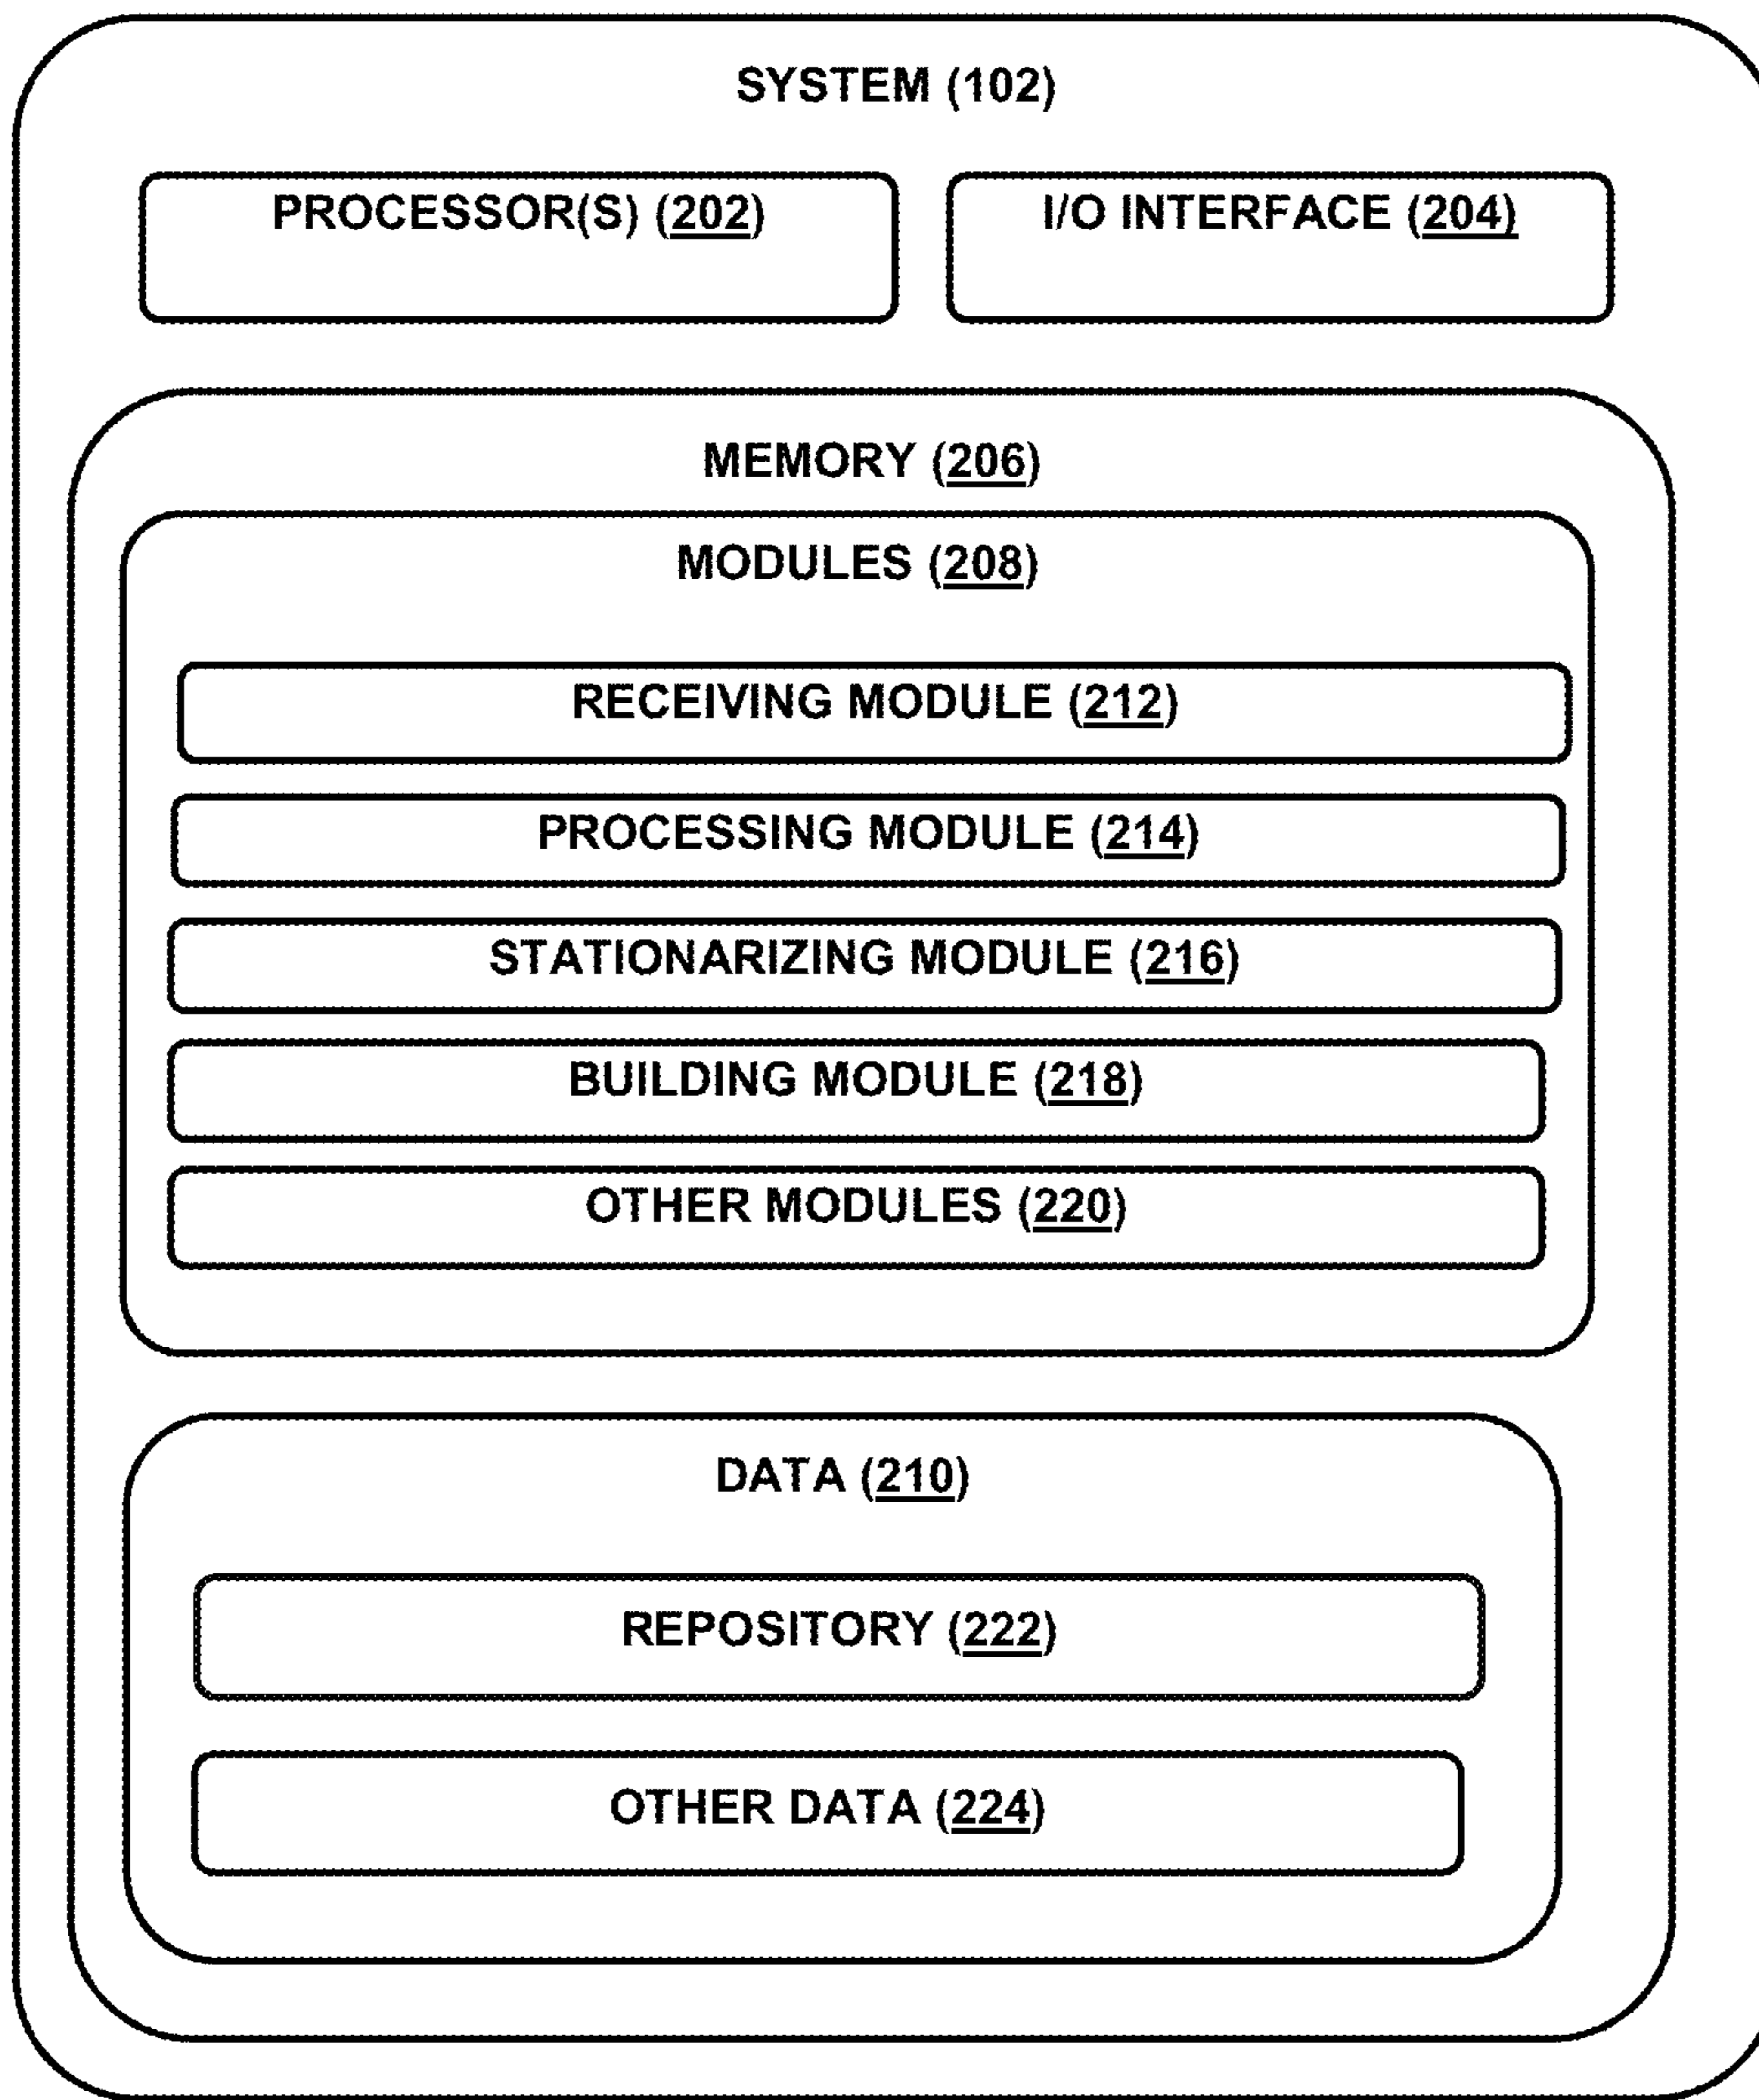 SYSTEM (102)
PROCESSOR(S) (202)
I/O INTERFACE (204)
MEMORY (206)
MODULES (208)
RECEIVING MODULE (212)
PROCESSING MODULE (214)
STATIONARIZING MODULE (216)
BUILDING MODULE (218)
OTHER MODULES (220)
DATA (210)
REPOSITORY (222)
OTHER DATA (224)